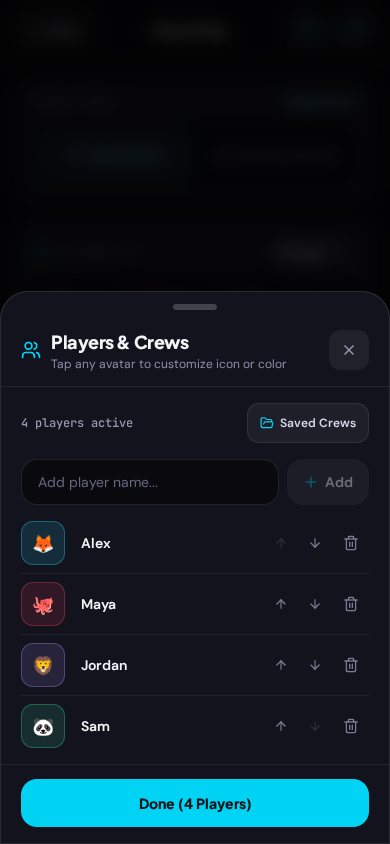 Players & Crews
Tap any avatar to customize icon or color
4 players active
Saved Crews
Add player name...
Add
Alex
Maya
Jordan
Sam
Done (4 Players)